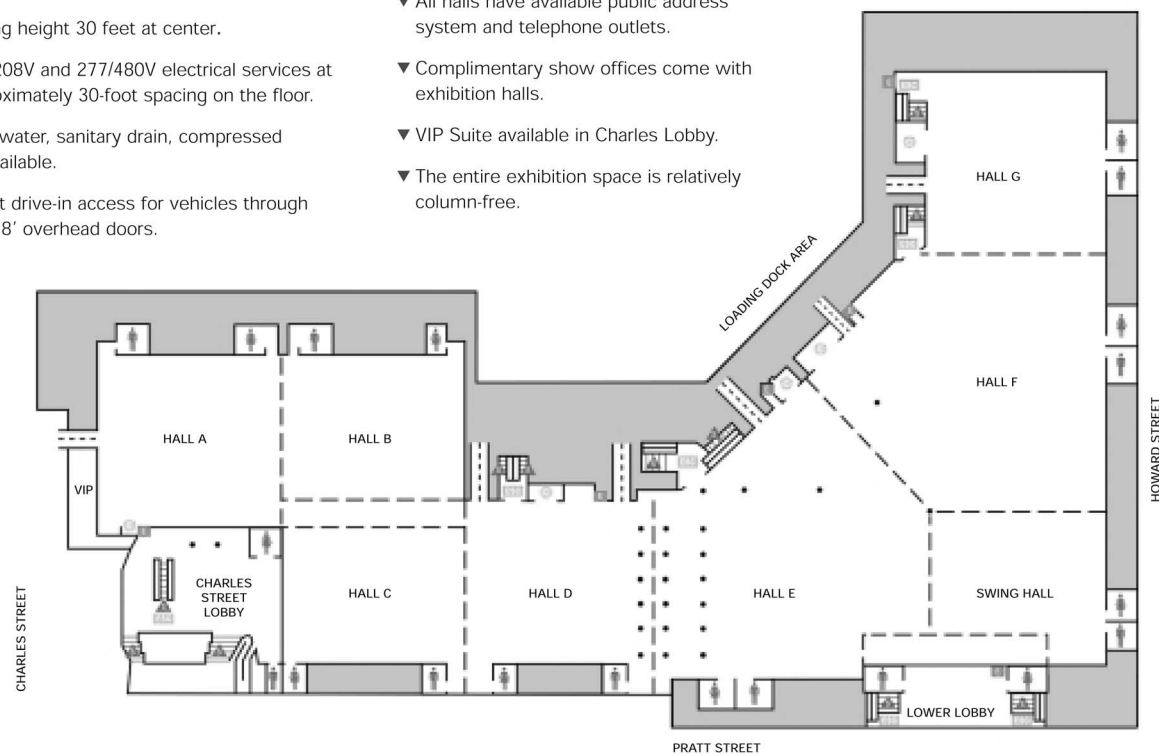 g height 30 feet at center.
208V and 277/480V electrical services at
oximately 30-foot spacing on the floor.
water, sanitary drain, compressed
ailable.
t drive-in access for vehicles through
8’ overhead doors.
▼ All halls have available public address
system and telephone outlets.
▼ Complimentary show offices come with
exhibition halls.
▼ VIP Suite available in Charles Lobby.
▼ The entire exhibition space is relatively
column-free.
HALL G
LOADING DOCK AREA
HALL F
HALL A
HALL B
VIP
HOWARD STREET
CHARLES
STREET
LOBBY
HALL C
HALL D
HALL E
SWING HALL
CHARLES STREET
LOWER LOBBY
PRATT STREET